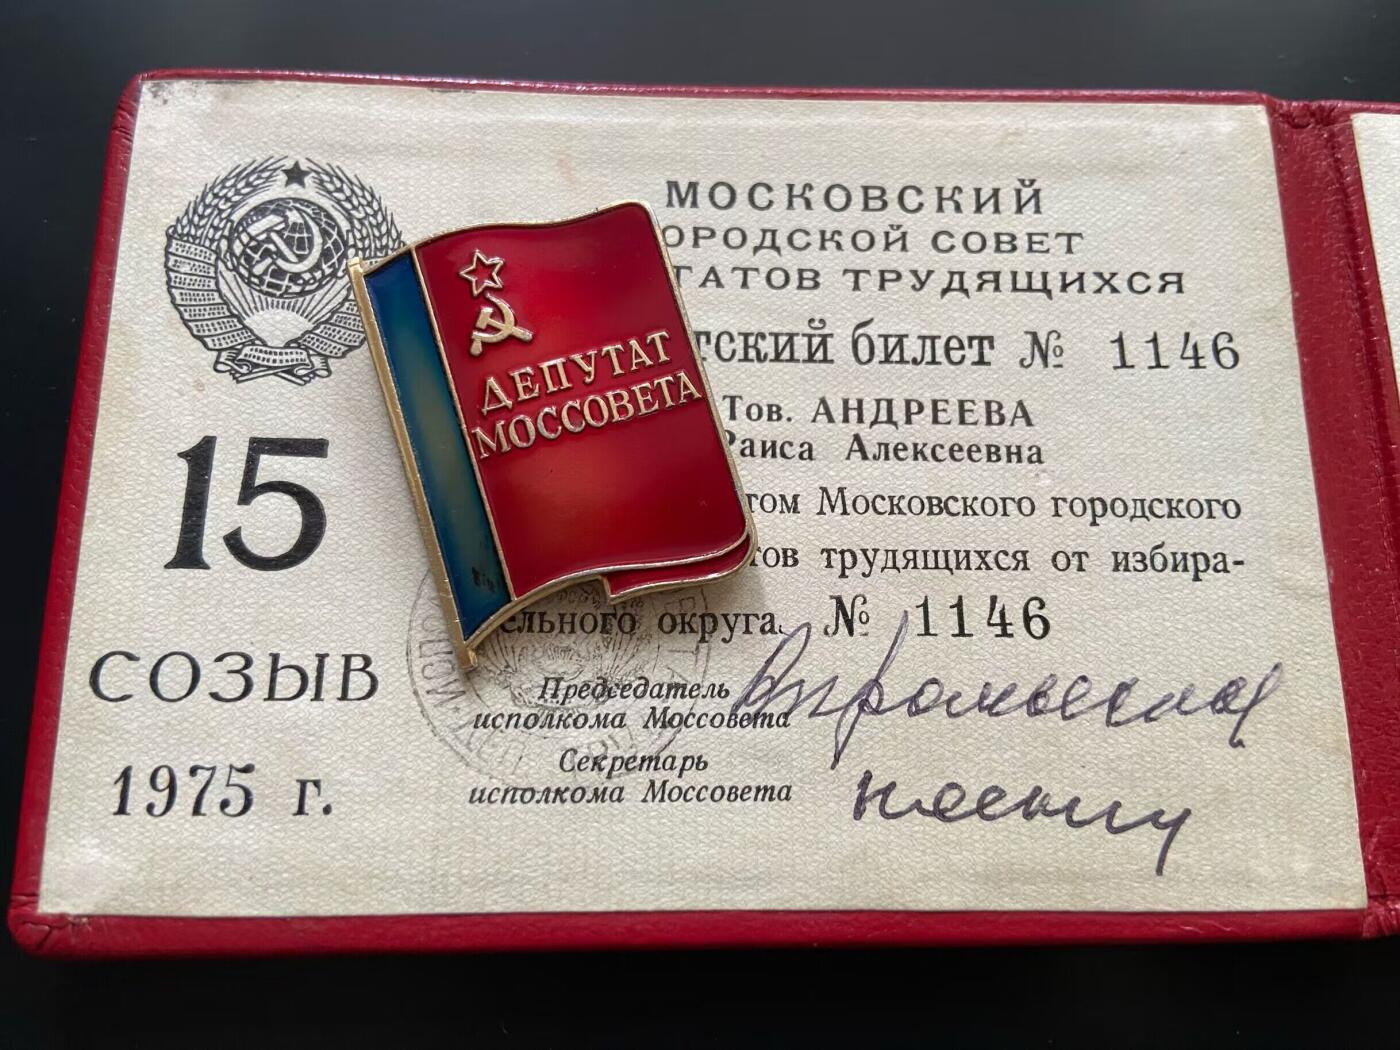 МОСКОВСКИЙ
ОРОДСКОЙ СОВЕТ
ТАТОВ ТРУДЯЩИХСЯ
тский билет № 1146
Тов. АНДРЕЕВА
Раиса Алексеевна
том Московского городского
тов трудящихся от избира-
ельного округа № 1146
Председатель
исполкома Моссовета
Секретарь
исполкома Моссовета
15
СОЗЫВ
1975 г.
ДЕПУТАТ
МОССОВЕТА